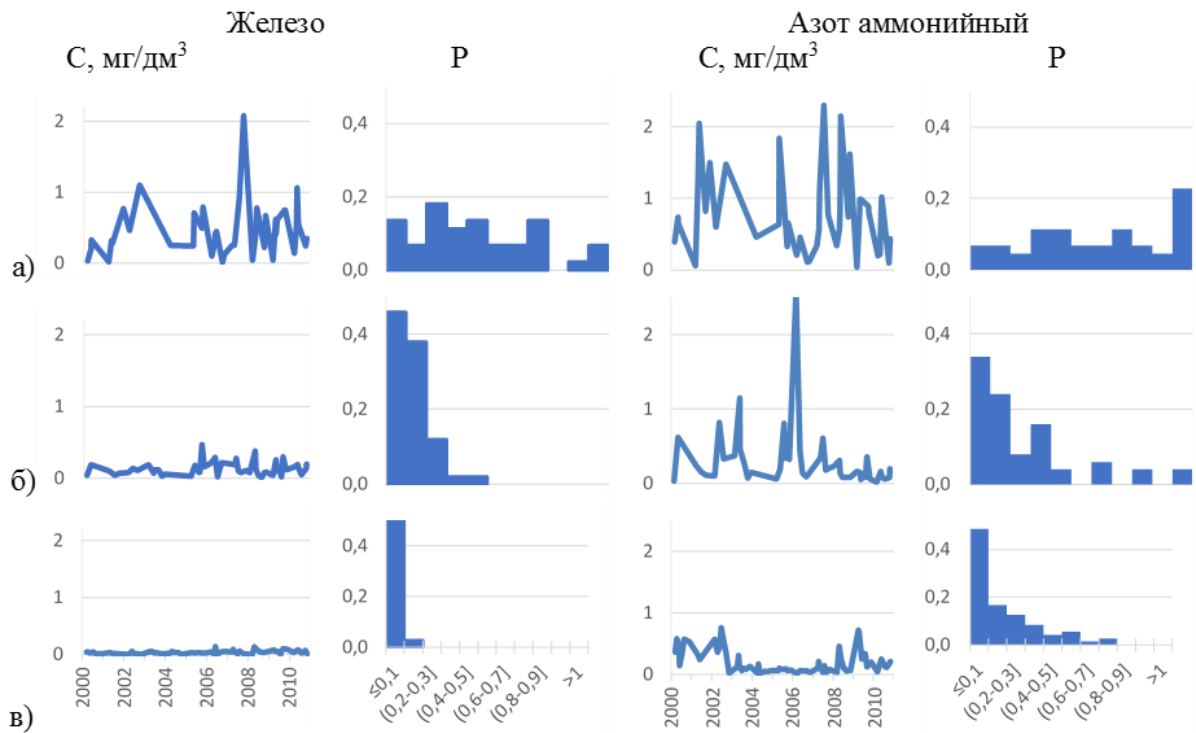 Железо Азот аммонийный
С, мг/дм³ Р С, мг/дм³ Р
2 0,4 2 0,4
1 0,2 1 0,2
0 0,0 0 0,0
а)
2 0,4 2 0,4
1 0,2 1 0,2
0 0,0 0 0,0
б)
2 0,4 2 0,4
1 0,2 1 0,2
0 0,0 0 0,0
2000 2002 2004 2006 2008 2010 ≤0,1 (0,2-0,3] (0,4-0,5] (0,6-0,7] (0,8-0,9] >1 2000 2002 2004 2006 2008 2010 ≤0,1 (0,2-0,3] (0,4-0,5] (0,6-0,7] (0,8-0,9] >1
в)